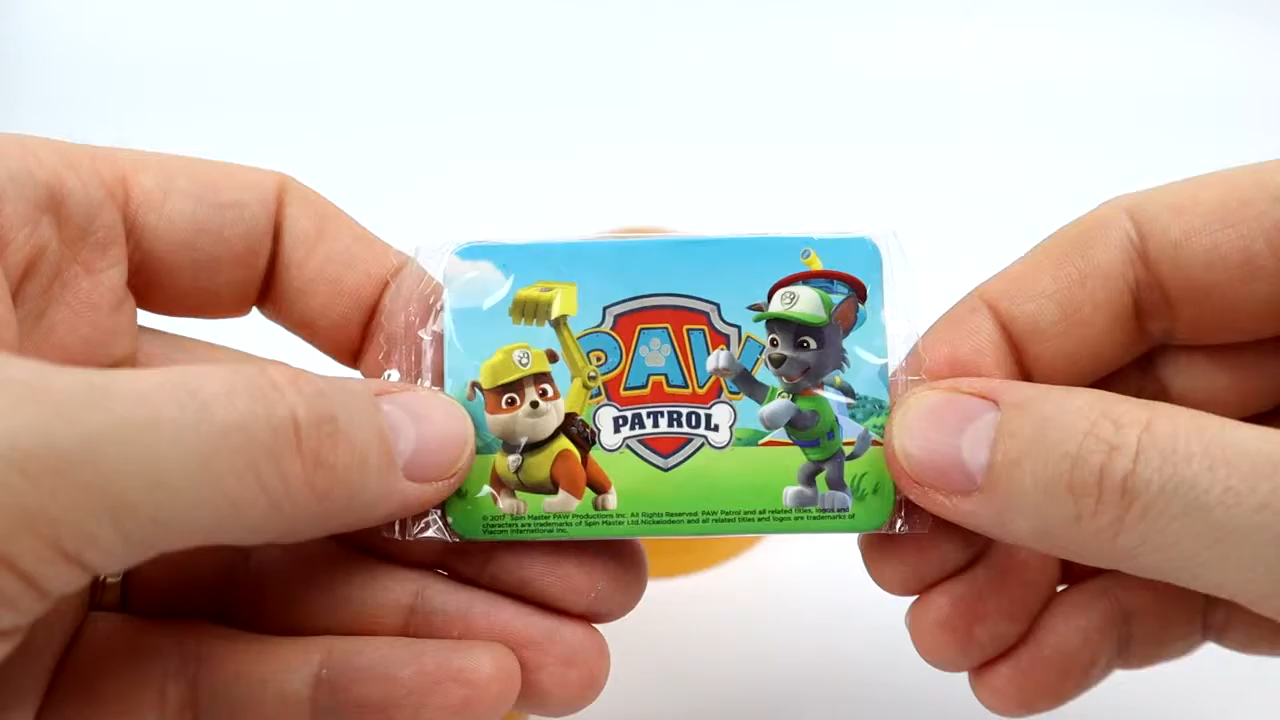 PAW
PATROL
© 2017 Spin Master PAW Productions Inc. All Rights Reserved. PAW Patrol and all related titles, logos and
characters are trademarks of Spin Master Ltd.Nickelodeon and all related titles and logos are trademarks of
Viacom International Inc.